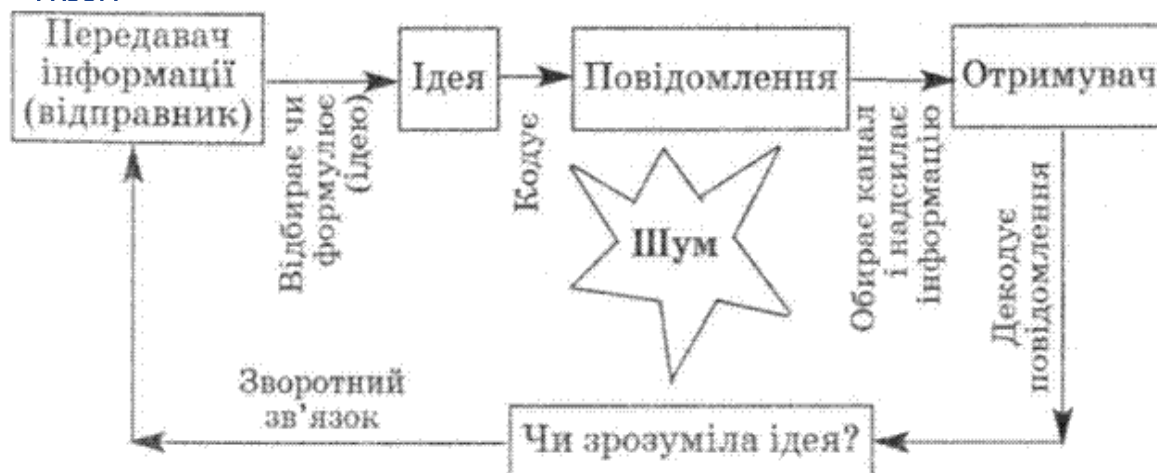 Передавач
інформації
(відправник)
Відбирає чи
формулює
(ідею)
Ідея
Кодує
Повідомлення
Обирає канал
і надсилає
інформацію
Отримувач
Декодує
повідомлення
Шум
Чи зрозуміла ідея?
Зворотний
зв'язок